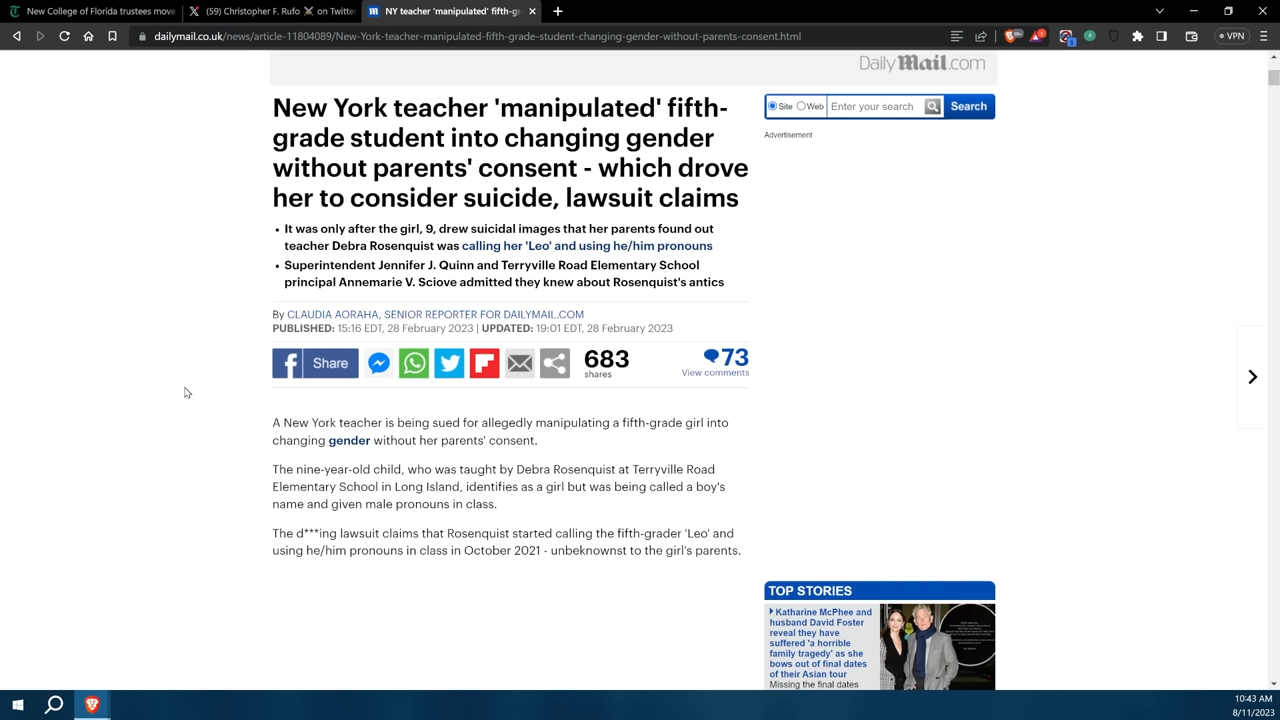 New College of Florida trustees move
(59) Christopher F. Rufo
on Twitter
NY teacher 'manipulated' fifth-gr
dailymail.co.uk/news/article-11804089/New-York-teacher-manipulated-fifth-grade-student-changing-gender-without-parents-consent.html
99+
1
3
VPN
DailyMail.com
New York teacher 'manipulated' fifth-
grade student into changing gender
without parents' consent - which drove
her to consider suicide, lawsuit claims
Site
Web
Enter your search
Search
Advertisement
• It was only after the girl, 9, drew suicidal images that her parents found out
teacher Debra Rosenquist was calling her 'Leo' and using he/him pronouns
• Superintendent Jennifer J. Quinn and Terryville Road Elementary School
principal Annemarie V. Sciove admitted they knew about Rosenquist's antics
By CLAUDIA AORAHA, SENIOR REPORTER FOR DAILYMAIL.COM
PUBLISHED: 15:16 EDT, 28 February 2023 | UPDATED: 19:01 EDT, 28 February 2023
Share
683
shares
73
View comments
A New York teacher is being sued for allegedly manipulating a fifth-grade girl into
changing gender without her parents' consent.
The nine-year-old child, who was taught by Debra Rosenquist at Terryville Road
Elementary School in Long Island, identifies as a girl but was being called a boy's
name and given male pronouns in class.
The d***ing lawsuit claims that Rosenquist started calling the fifth-grader 'Leo' and
using he/him pronouns in class in October 2021 - unbeknownst to the girl's parents.
TOP STORIES
Katharine McPhee and
husband David Foster
reveal they have
suffered 'a horrible
family tragedy' as she
bows out of final dates
of their Asian tour
Missing the final dates
10:43 AM
8/11/2023